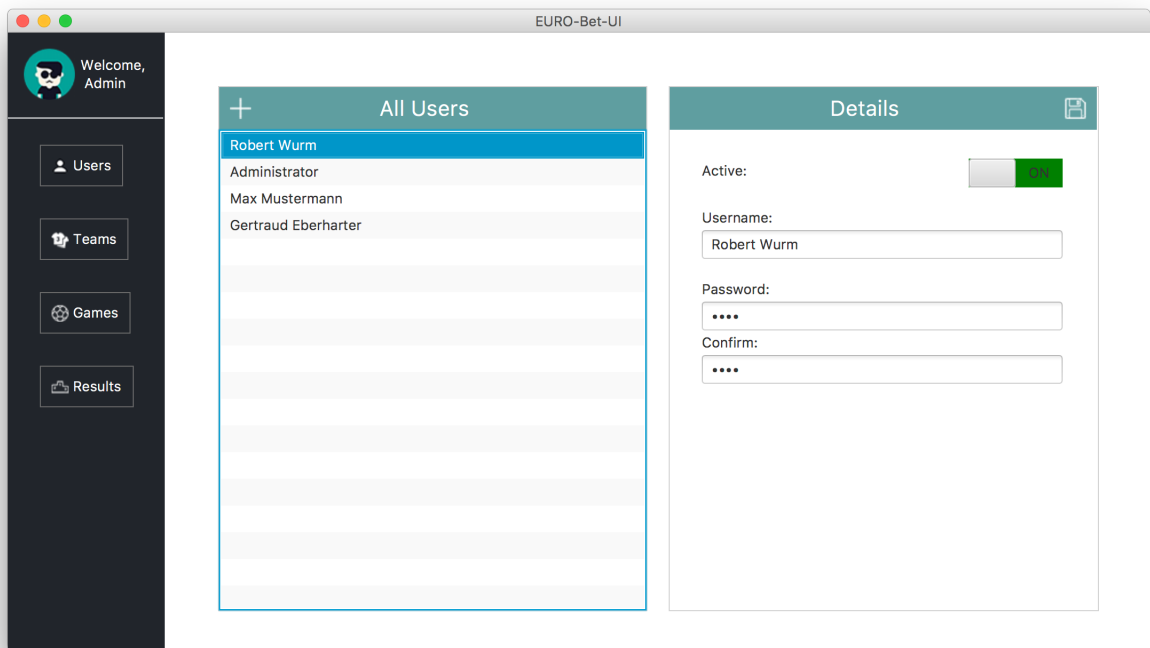 EURO-Bet-UI
Welcome,
Admin
Users
Teams
Games
Results
All Users
Robert Wurm
Administrator
Max Mustermann
Gertraud Eberharter
Details
Active:
ON
Username:
Robert Wurm
Password:
••••
Confirm:
••••